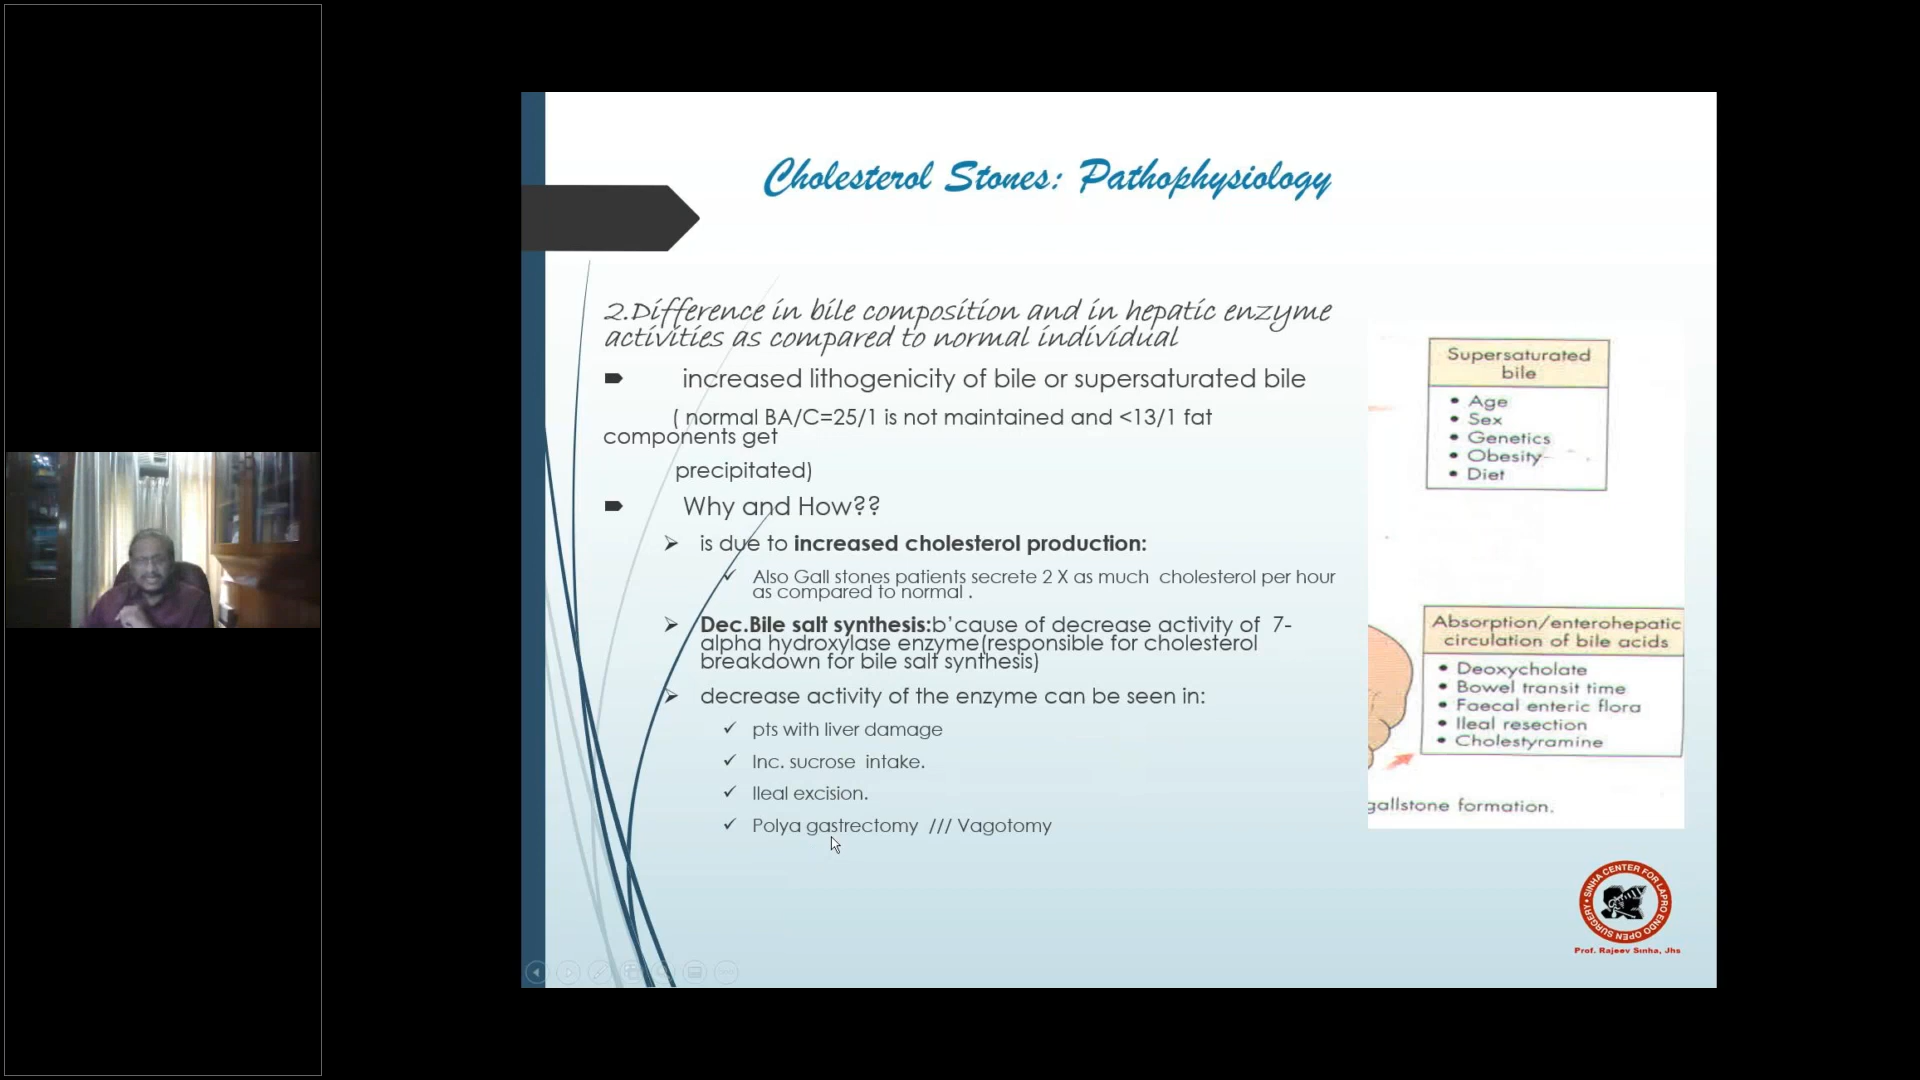 Cholesterol Stones: Pathophysiology
2.Difference in bile composition and in hepatic enzyme
activities as compared to normal individual
increased lithogenicity of bile or supersaturated bile
( normal BA/C=25/1 is not maintained and <13/1 fat
components get
precipitated)
Why and How??
is due to increased cholesterol production:
Also Gall stones patients secrete 2 X as much cholesterol per hour
as compared to normal .
Dec.Bile salt synthesis:b’cause of decrease activity of 7-
alpha hydroxylase enzyme(responsible for cholesterol
breakdown for bile salt synthesis)
decrease activity of the enzyme can be seen in:
pts with liver damage
Inc. sucrose intake.
Ileal excision.
Polya gastrectomy /// Vagotomy
Supersaturated
bile
Age
Sex
Genetics
Obesity
Diet
Absorption/enterohepatic
circulation of bile acids
Deoxycholate
Bowel transit time
Faecal enteric flora
Ileal resection
Cholestyramine
gallstone formation.
SINHA CENTER FOR LAPRO ENDO OPEN SURGERY
Prof. Rajeev Sinha, Jhs